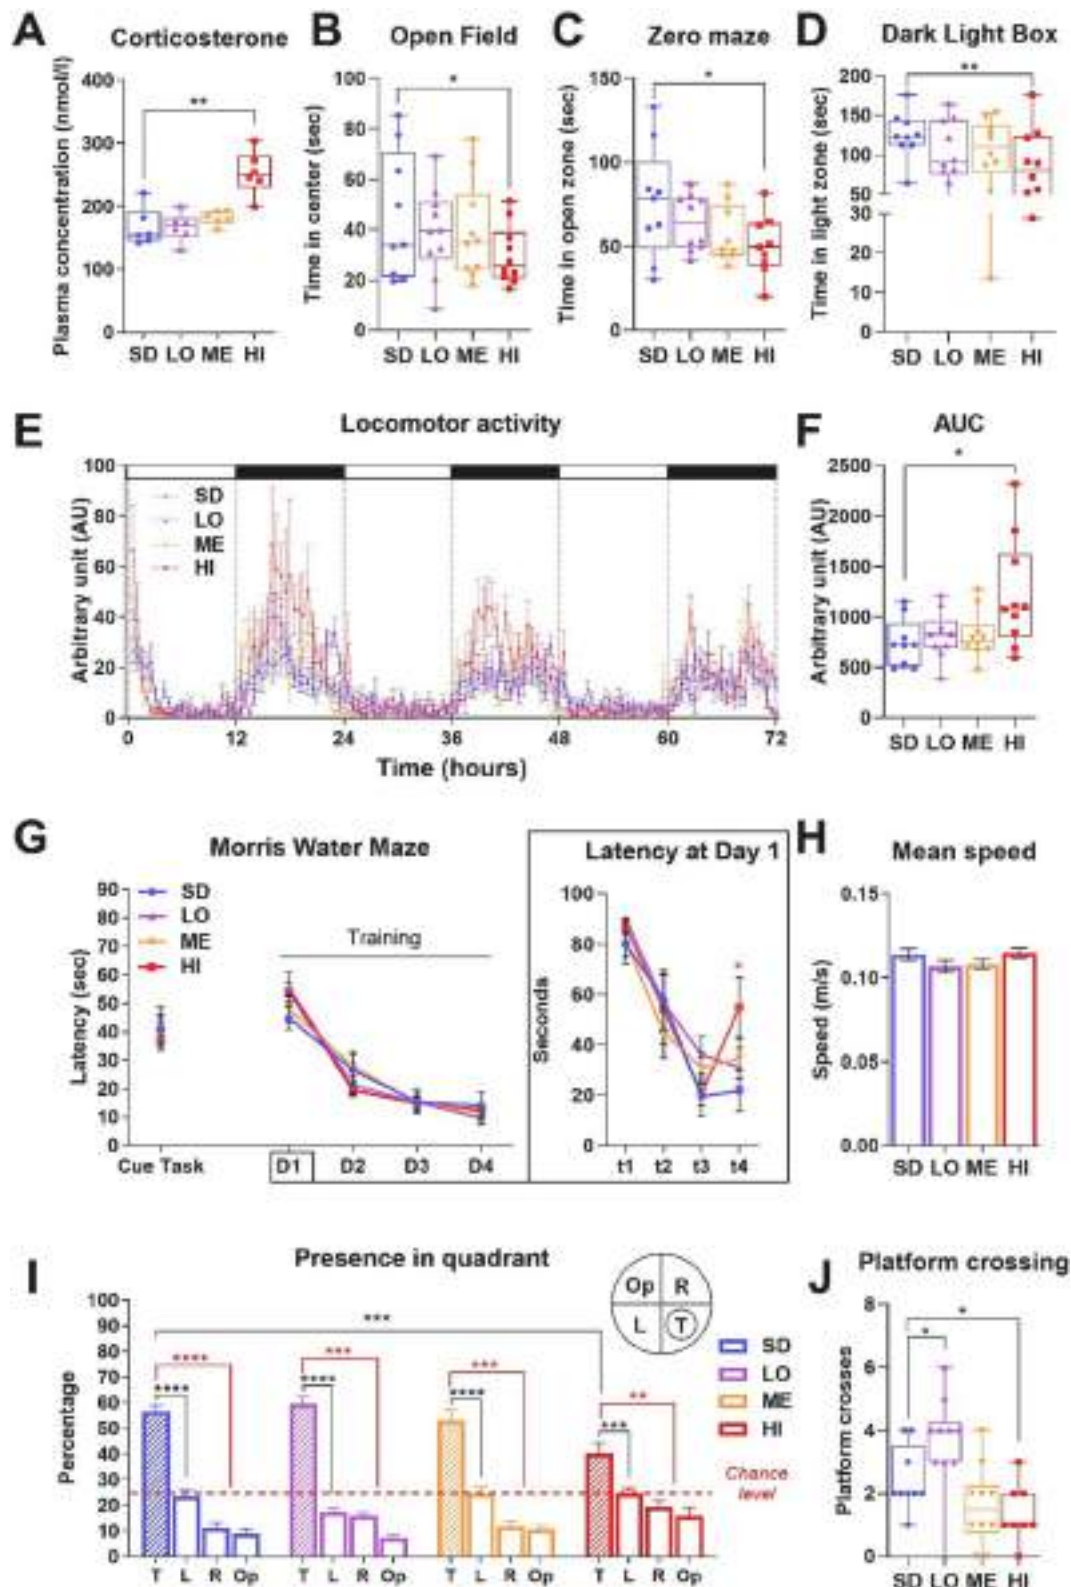 A Corticosterone
Plasma concentration (nmol/l)
400
300
200
100
0
**
SD LO ME HI
B Open Field
Time in center (sec)
100
80
60
40
20
0
*
SD LO ME HI
C Zero maze
Time in open zone (sec)
150
100
50
0
*
SD LO ME HI
D Dark Light Box
Time in light zone (sec)
200
150
100
50
30
20
10
0
**
SD LO ME HI
E Locomotor activity
Arbitrary unit (AU)
100
80
60
40
20
0
SD
LO
ME
HI
0 12 24 36 48 60 72
Time (hours)
F AUC
Arbitrary unit (AU)
2500
2000
1500
1000
500
0
*
SD LO ME HI
G Morris Water Maze
Latency (sec)
90
80
70
60
50
40
30
20
10
0
SD
LO
ME
HI
Training
Cue Task D1 D2 D3 D4
Latency at Day 1
Seconds
100
80
60
40
20
0
*
t1 t2 t3 t4
H Mean speed
Speed (m/s)
0.15
0.10
0.05
0.00
SD LO ME HI
I Presence in quadrant
Percentage
100
90
80
70
60
50
40
30
20
10
0
***
**** *** *** **
**** **** **** ***
T L R Op T L R Op T L R Op T L R Op
Op R
L T
SD
LO
ME
HI
Chance
level
J Platform crossing
Platform crosses
8
6
4
2
0
*
*
SD LO ME HI